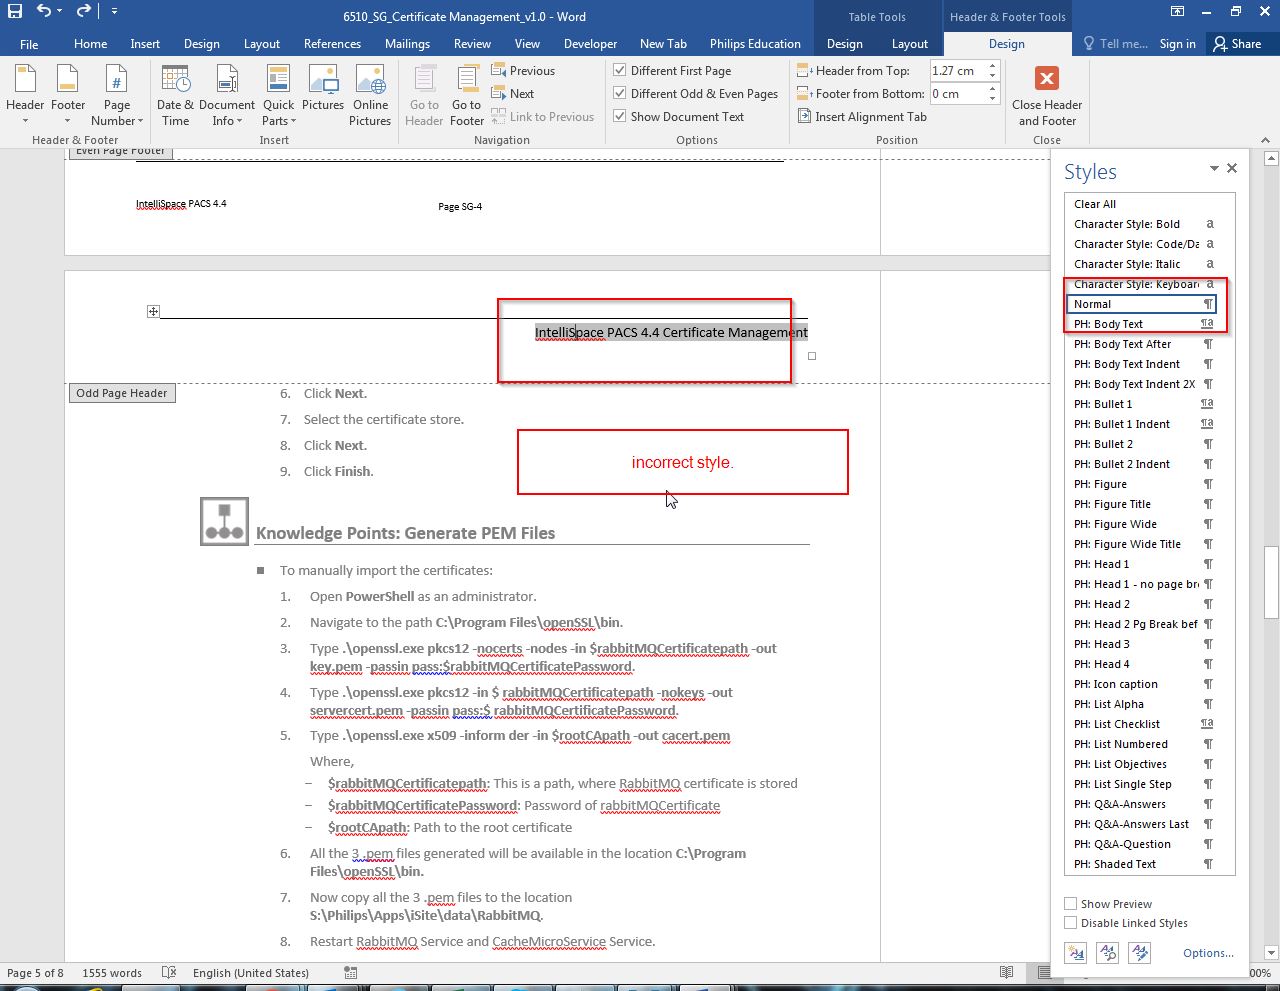 6510_SG_Certificate Management_v1.0 - Word
Table Tools
Header & Footer Tools
File Home Insert Design Layout References Mailings Review View Developer New Tab Philips Education Design Layout Design Tell me... Sign in Share
Header
Footer
Page
Number
Header & Footer
Date &
Time
Document
Info
Quick
Parts
Pictures
Online
Pictures
Insert
Go to
Header
Go to
Footer
Previous
Next
Link to Previous
Navigation
Different First Page
Different Odd & Even Pages
Show Document Text
Options
Header from Top: 1.27 cm
Footer from Bottom: 0 cm
Insert Alignment Tab
Position
Close Header
and Footer
Close
Even Page Footer
IntelliSpace PACS 4.4
Page SG-4
IntelliSpace PACS 4.4 Certificate Management
Odd Page Header
6. Click Next.
7. Select the certificate store.
8. Click Next.
9. Click Finish.
incorrect style.
Knowledge Points: Generate PEM Files
■ To manually import the certificates:
1. Open PowerShell as an administrator.
2. Navigate to the path C:\Program Files\openSSL\bin.
3. Type .\openssl.exe pkcs12 -nocerts -nodes -in $rabbitMQCertificatepath -out
key.pem -passin pass:$rabbitMQCertificatePassword.
4. Type .\openssl.exe pkcs12 -in $ rabbitMQCertificatepath -nokeys -out
servercert.pem -passin pass:$ rabbitMQCertificatePassword.
5. Type .\openssl.exe x509 -inform der -in $rootCApath -out cacert.pem
Where,
– $rabbitMQCertificatepath: This is a path, where RabbitMQ certificate is stored
– $rabbitMQCertificatePassword: Password of rabbitMQCertificate
– $rootCApath: Path to the root certificate
6. All the 3 .pem files generated will be available in the location C:\Program
Files\openSSL\bin.
7. Now copy all the 3 .pem files to the location
S:\Philips\Apps\iSite\data\RabbitMQ.
8. Restart RabbitMQ Service and CacheMicroService Service.
Styles
Clear All
Character Style: Bold a
Character Style: Code/Da a
Character Style: Italic a
Character Style: Keyboar a
Normal ¶
PH: Body Text ¶a
PH: Body Text After ¶
PH: Body Text Indent ¶
PH: Body Text Indent 2X ¶
PH: Bullet 1 ¶a
PH: Bullet 1 Indent ¶a
PH: Bullet 2 ¶
PH: Bullet 2 Indent ¶
PH: Figure ¶
PH: Figure Title ¶
PH: Figure Wide ¶
PH: Figure Wide Title ¶
PH: Head 1 ¶
PH: Head 1 - no page bre ¶
PH: Head 2 ¶
PH: Head 2 Pg Break bef ¶
PH: Head 3 ¶
PH: Head 4 ¶
PH: Icon caption ¶
PH: List Alpha ¶
PH: List Checklist ¶a
PH: List Numbered ¶
PH: List Objectives ¶
PH: List Single Step ¶
PH: Q&A-Answers ¶
PH: Q&A-Answers Last ¶
PH: Q&A-Question ¶
PH: Shaded Text ¶
Show Preview
Disable Linked Styles
Options...
Page 5 of 8 1555 words English (United States) 00%